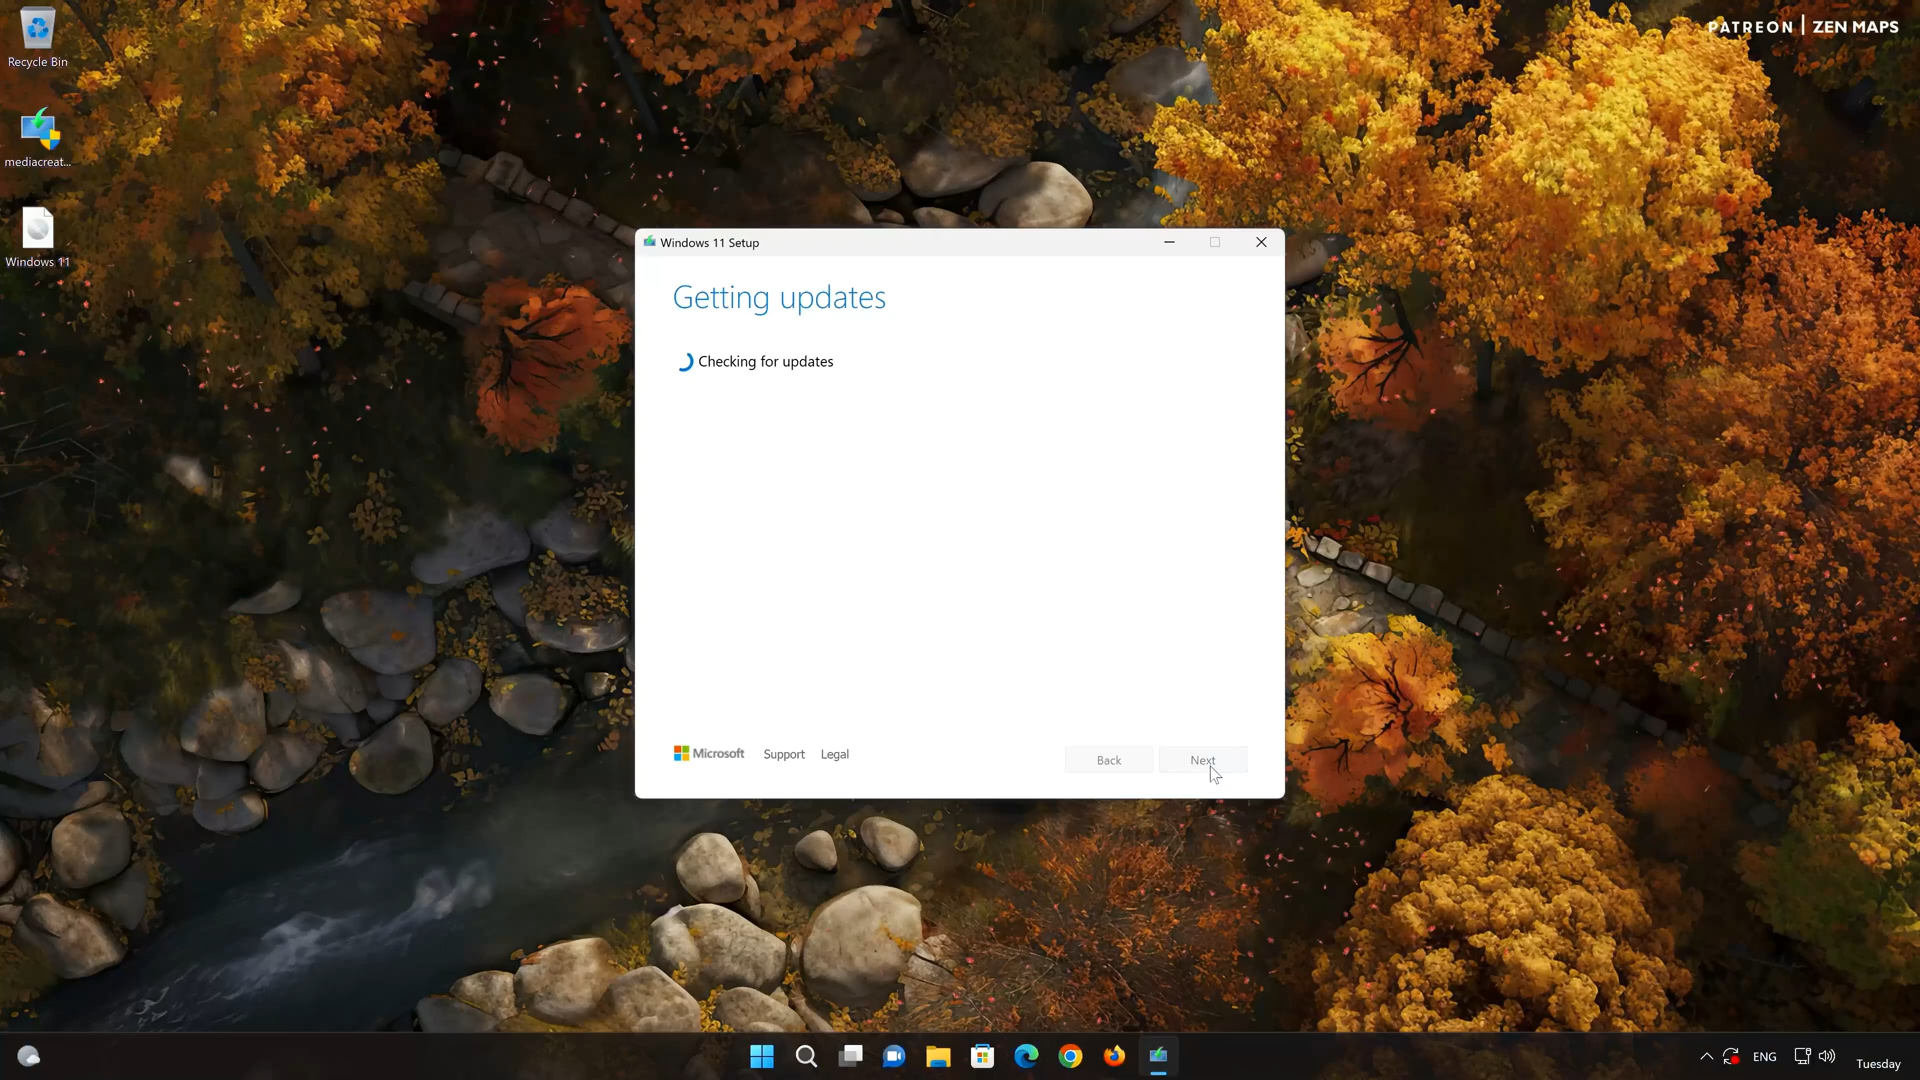 PATREON | ZEN MAPS
Recycle Bin
mediacreat...
Windows 11
Windows 11 Setup
Getting updates
Checking for updates
Microsoft Support Legal
Back Next
ENG
Tuesday